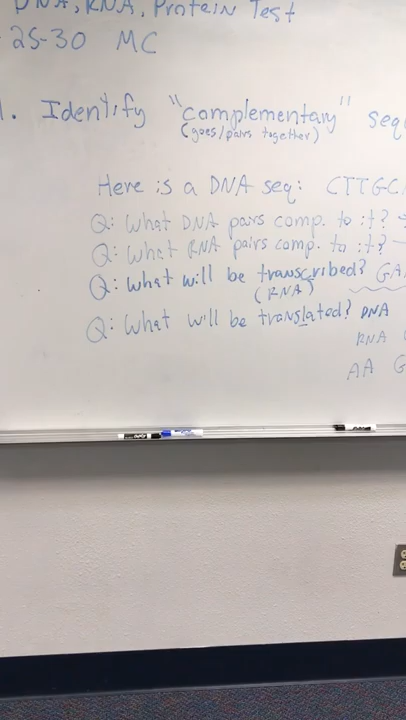 DNA, RNA, Protein Test
25-30 MC
1. Identify "complementary"
(goes/pairs together)
Here is a DNA seq: CTTGC
Q: What DNA pairs comp. to it?
Q: What RNA pairs comp. to it?
Q: What will be transcribed? GA
(RNA)
Q: What will be translated? DNA
RNA
AA G